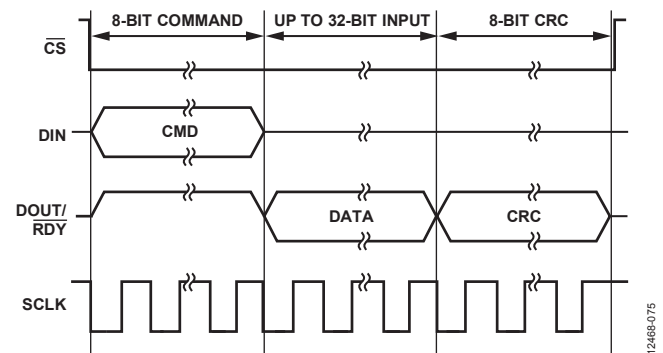 8-BIT COMMAND
UP TO 32-BIT INPUT
8-BIT CRC
CS
DIN
CMD
DOUT/
RDY
DATA
CRC
SCLK
12468-075